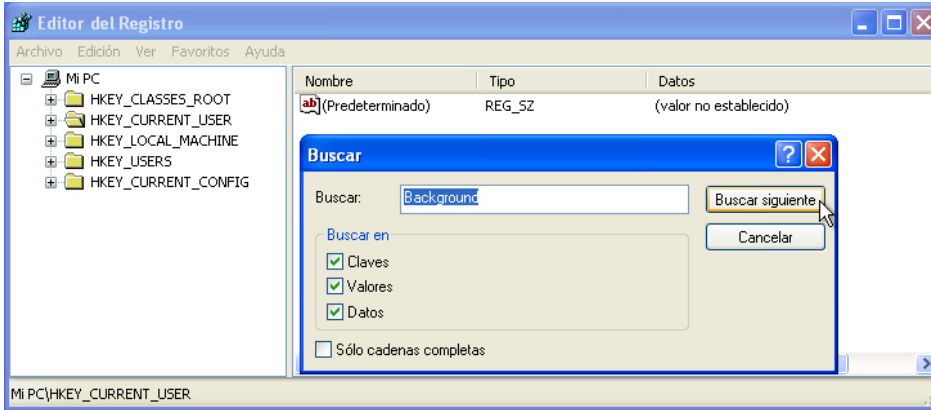 Editor del Registro
Archivo Edición Ver Favoritos Ayuda
Mi PC
HKEY_CLASSES_ROOT
HKEY_CURRENT_USER
HKEY_LOCAL_MACHINE
HKEY_USERS
HKEY_CURRENT_CONFIG
Nombre Tipo Datos
ab (Predeterminado) REG_SZ (valor no establecido)
Buscar
Buscar: Background Buscar siguiente
Cancelar
Buscar en
Claves
Valores
Datos
Sólo cadenas completas
Mi PC\HKEY_CURRENT_USER